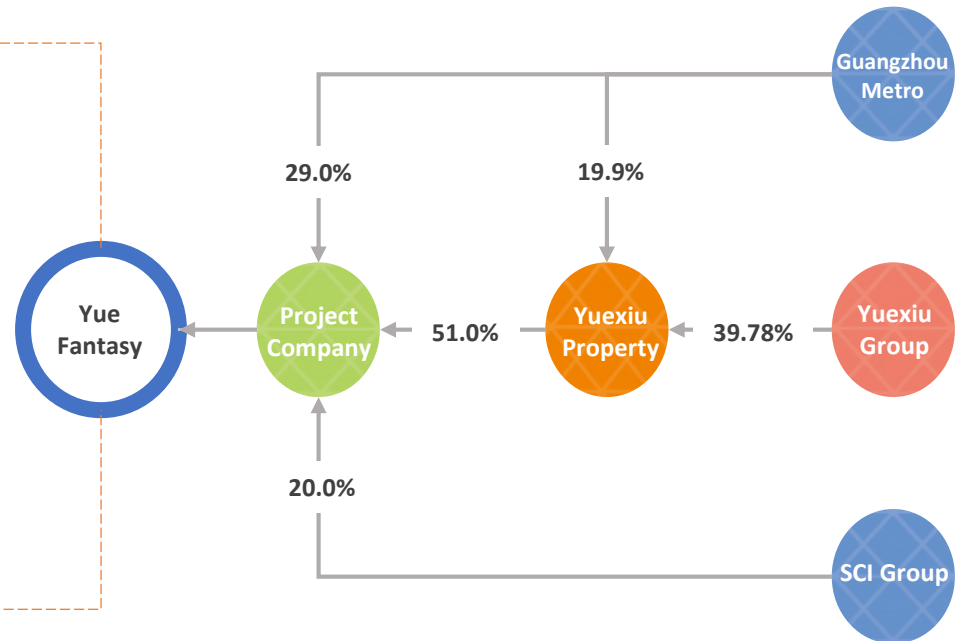 Guangzhou
Metro
29.0%
19.9%
Yue
Fantasy
Project
Company
51.0%
Yuexiu
Property
39.78%
Yuexiu
Group
20.0%
SCI Group